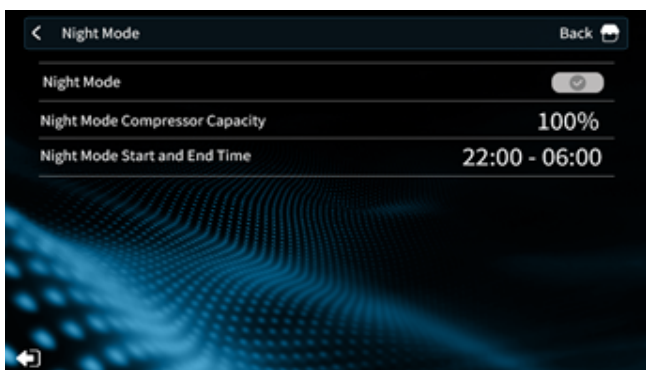 Night Mode Back
Night Mode
Night Mode Compressor Capacity 100%
Night Mode Start and End Time 22:00 - 06:00